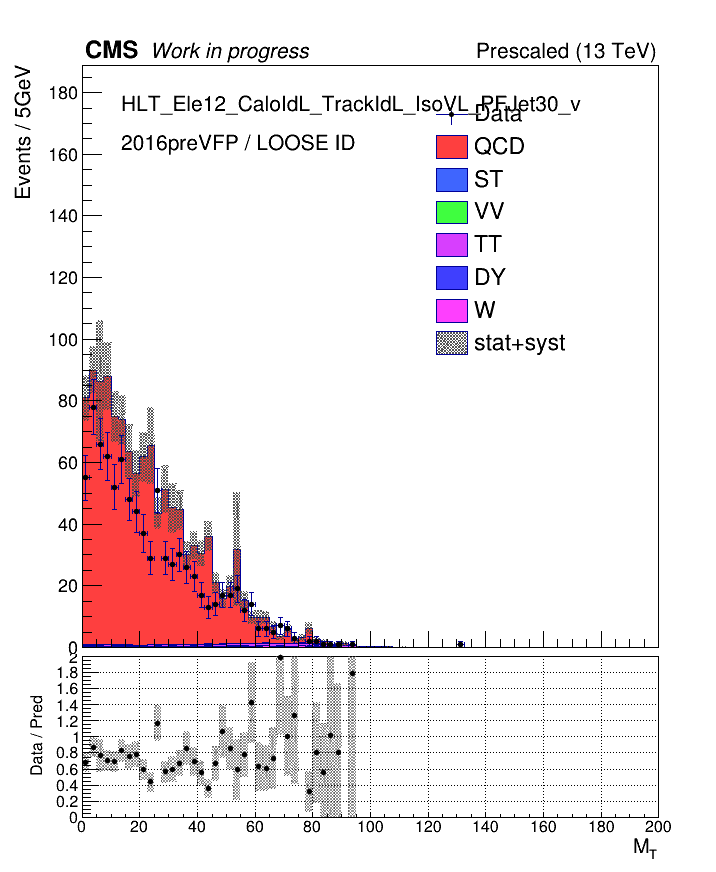 CMS Work in progress Prescaled (13 TeV)
Events / 5GeV
HLT_Ele12_CaloIdL_TrackIdL_IsoVL_PFJet30_v
2016preVFP / LOOSE ID
Data
QCD
ST
VV
TT
DY
W
stat+syst
180
160
140
120
100
80
60
40
20
0
Data / Pred
2
1.8
1.6
1.4
1.2
1
0.8
0.6
0.4
0.2
0
0 20 40 60 80 100 120 140 160 180 200
M_T